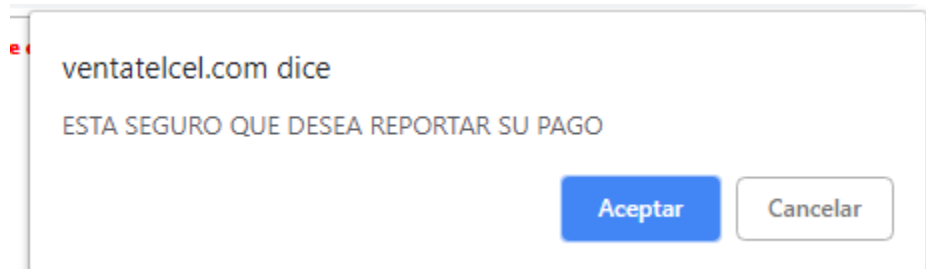 e
ventatelcel.com dice
ESTA SEGURO QUE DESEA REPORTAR SU PAGO
Aceptar
Cancelar